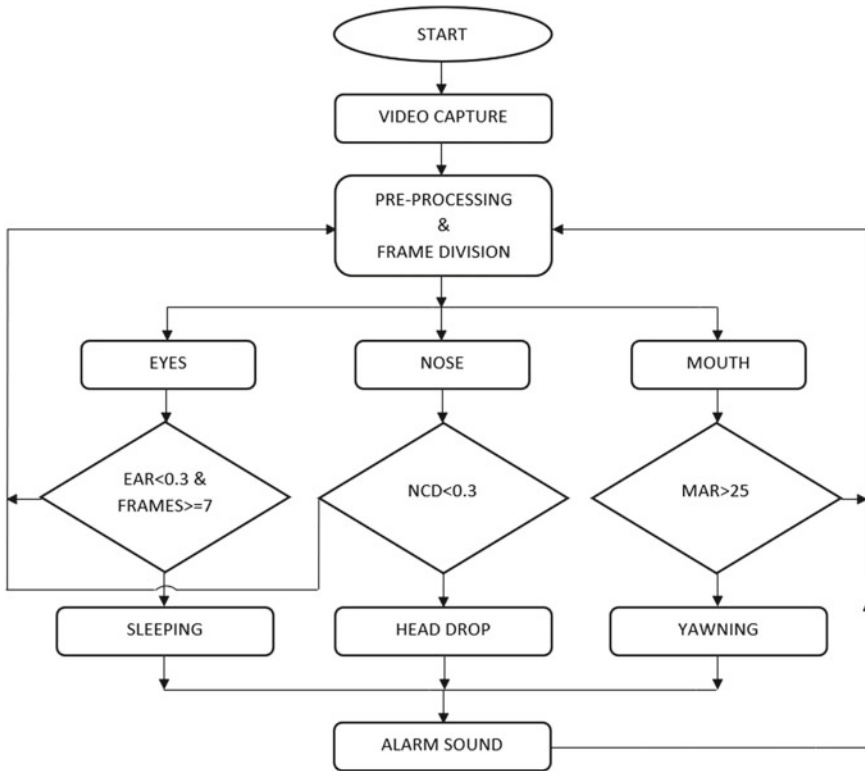 START
VIDEO CAPTURE
PRE-PROCESSING
&
FRAME DIVISION
EYES
NOSE
MOUTH
EAR<0.3 &
FRAMES>=7
NCD<0.3
MAR>25
SLEEPING
HEAD DROP
YAWNING
ALARM SOUND